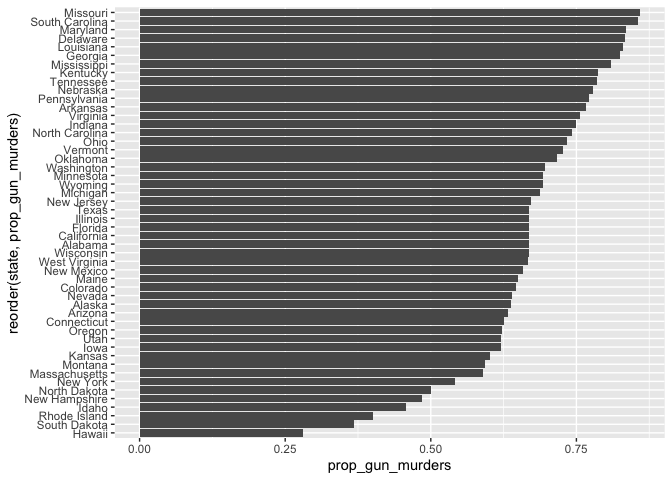 Missouri
South Carolina
Maryland
Delaware
Louisiana
Georgia
Mississippi
Kentucky
Tennessee
Nebraska
Pennsylvania
Arkansas
Virginia
Indiana
North Carolina
Ohio
Vermont
Oklahoma
Washington
Minnesota
Wyoming
Michigan
New Jersey
Texas
Illinois
Florida
California
Alabama
Wisconsin
West Virginia
New Mexico
Maine
Colorado
Nevada
Alaska
Arizona
Connecticut
Oregon
Utah
Iowa
Kansas
Montana
Massachusetts
New York
North Dakota
New Hampshire
Idaho
Rhode Island
South Dakota
Hawaii
reorder(state, prop_gun_murders)
0.00 0.25 0.50 0.75
prop_gun_murders